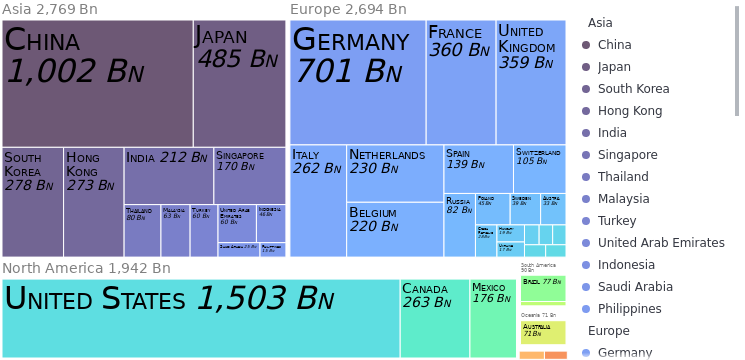 Asia 2,769 Bn
China
1,002 Bn
Japan
485 Bn
South
Korea
278 Bn
Hong
Kong
273 Bn
India 212 Bn
Singapore
170 Bn
Thailand
80 Bn
Malaysia
63 Bn
Turkey
60 Bn
United Arab
Emirates
60 Bn
Indonesia
Europe 2,694 Bn
Germany
701 Bn
France
360 Bn
United
Kingdom
359 Bn
Italy
262 Bn
Netherlands
230 Bn
Belgium
220 Bn
Spain
139 Bn
Switzerland
105 Bn
Russia
82 Bn
Poland
45 Bn
Sweden
Austria
North America 1,942 Bn
United States 1,503 Bn
Canada
263 Bn
Mexico
176 Bn
South America
Brazil 77 Bn
Oceania 71 Bn
Australia
71 Bn
Asia
China
Japan
South Korea
Hong Kong
India
Singapore
Thailand
Malaysia
Turkey
United Arab Emirates
Indonesia
Saudi Arabia
Philippines
Europe
Germany